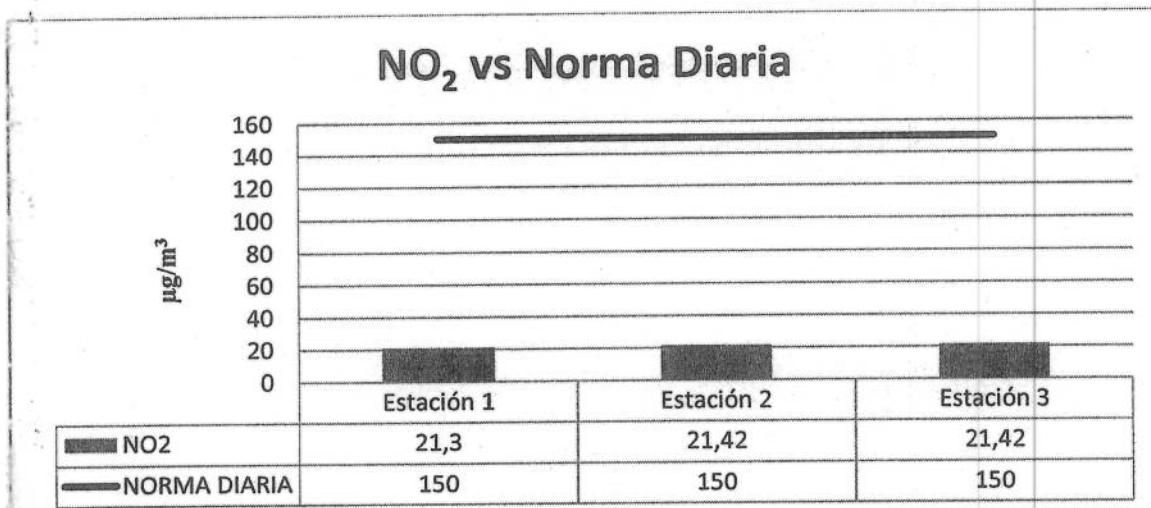 NO₂ vs Norma Diaria
160
140
120
100
80
60
40
20
0
µg/m³
Estación 1 Estación 2 Estación 3
NO2 21,3 21,42 21,42
NORMA DIARIA 150 150 150